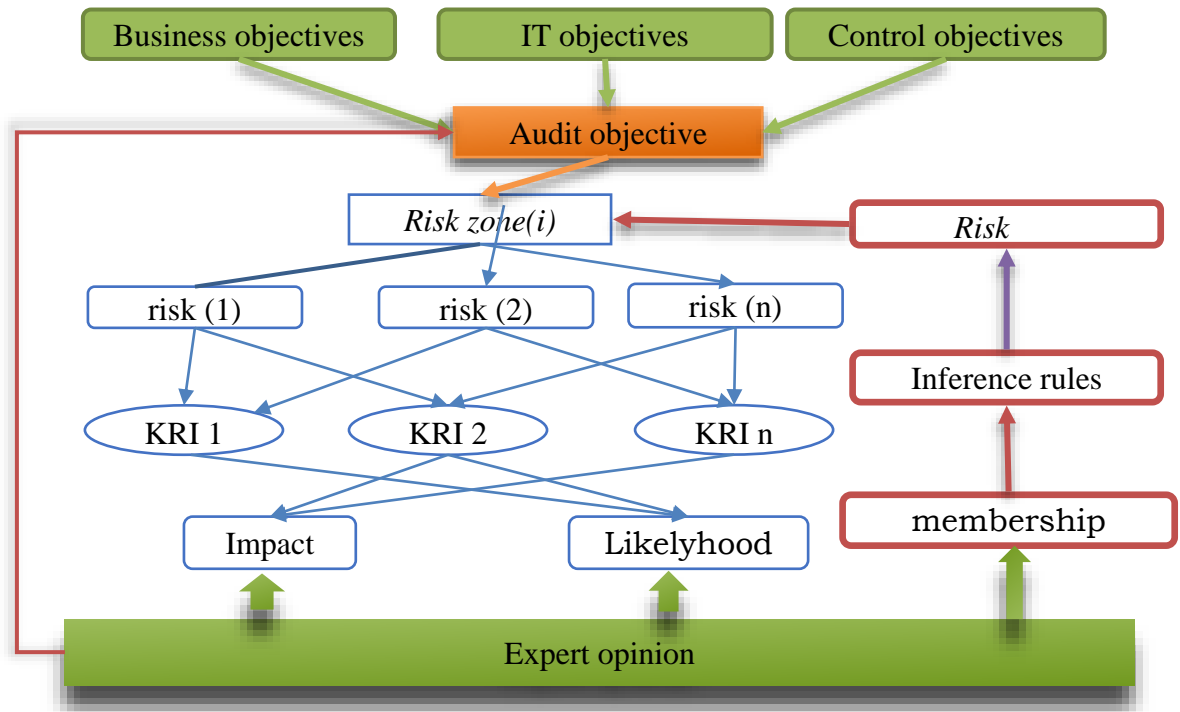 Business objectives
IT objectives
Control objectives
Audit objective
Risk zone(i)
Risk
risk (1)
risk (2)
risk (n)
Inference rules
KRI 1
KRI 2
KRI n
membership
Impact
Likelyhood
Expert opinion